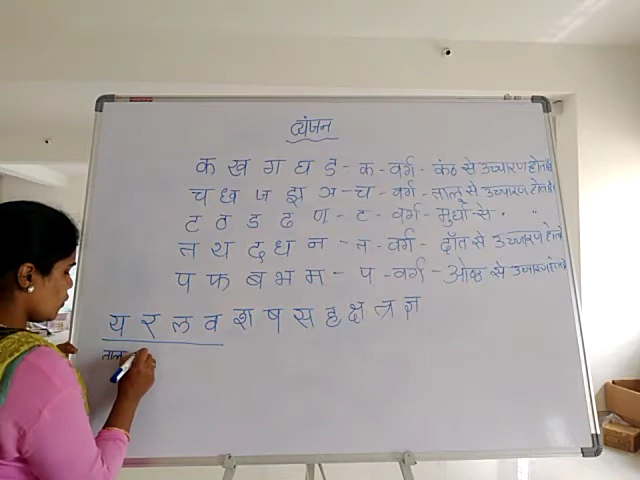 व्यंजन
क ख ग घ ड - क - वर्ग - कंठ से उच्चारण होता है
च छ ज झ ञ - च - वर्ग - तालू से उच्चारण होता है
ट ठ ड ढ ण - ट - वर्ग - मुर्धा से . "
त थ द ध न - त - वर्ग - दाँत से उच्चारण होता
प फ ब भ म - प - वर्ग - ओष्ठ से उच्चारण होता है
य र ल व श ष स ह क्ष त्र ज्ञ
ताल